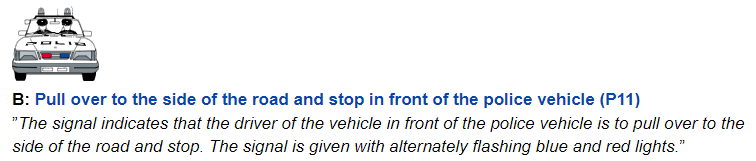 POLIS
B: Pull over to the side of the road and stop in front of the police vehicle (P11)
”The signal indicates that the driver of the vehicle in front of the police vehicle is to pull over to the
side of the road and stop. The signal is given with alternately flashing blue and red lights.”